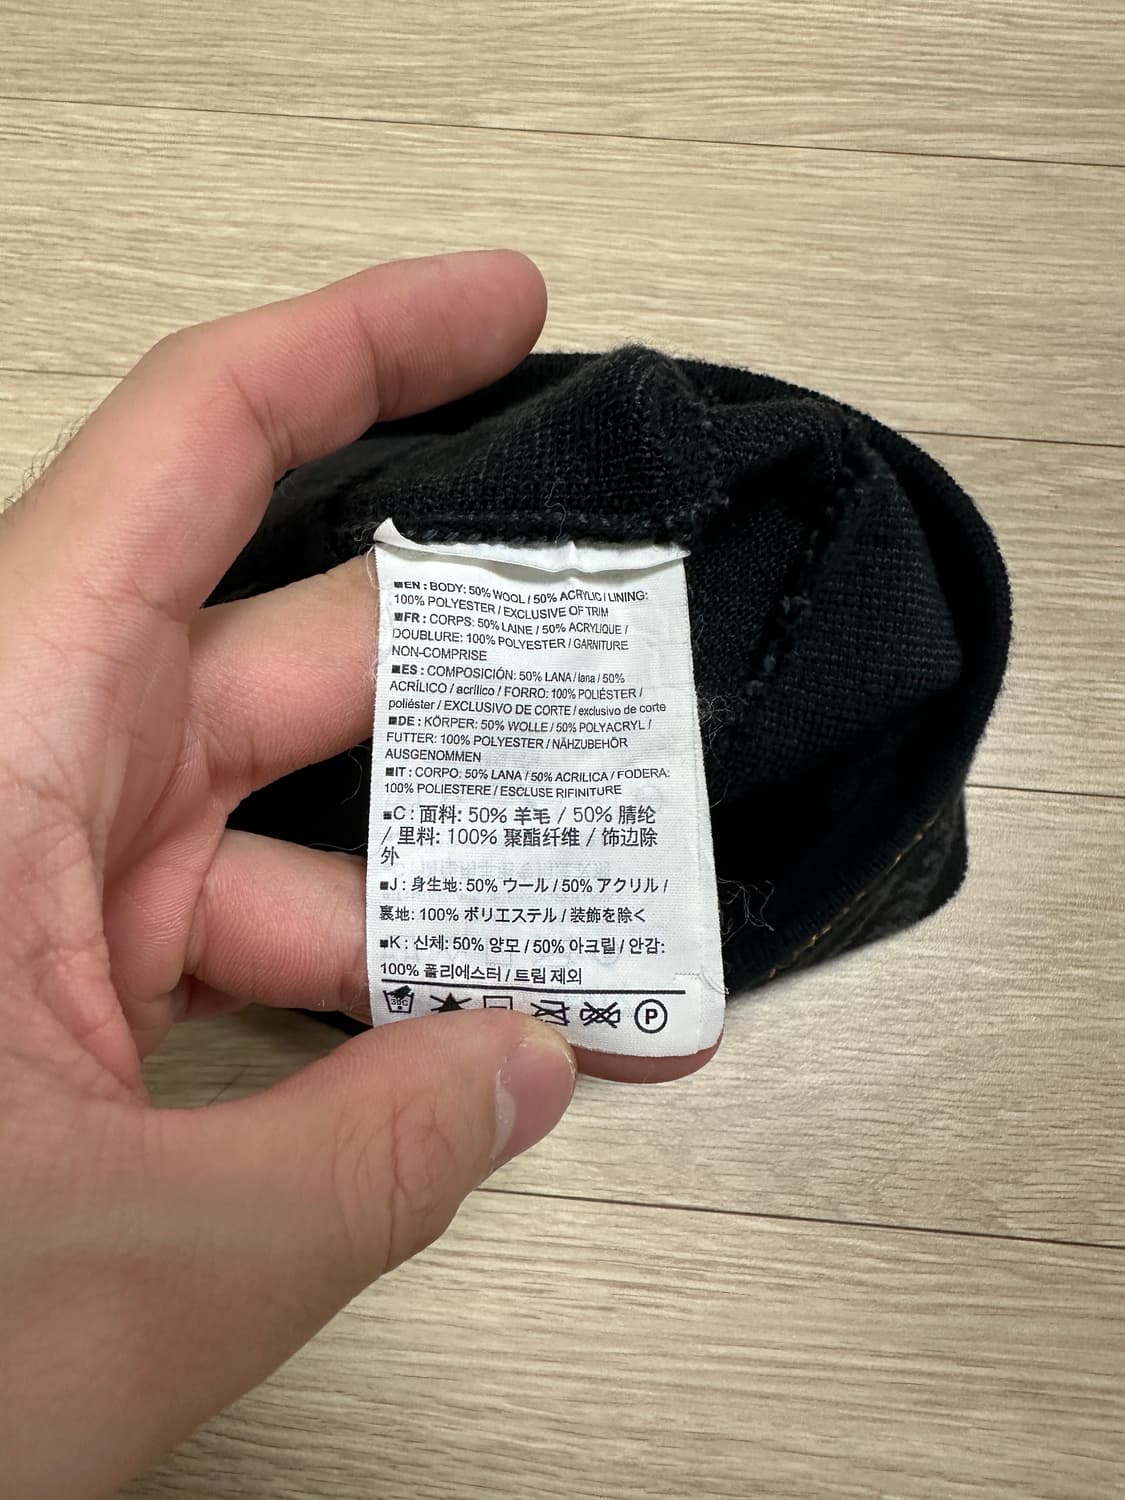 ■EN : BODY: 50% WOOL / 50% ACRYLIC / LINING:
100% POLYESTER / EXCLUSIVE OF TRIM
■FR : CORPS: 50% LAINE / 50% ACRYLIQUE /
DOUBLURE: 100% POLYESTER / GARNITURE
NON-COMPRISE
■ES : COMPOSICIÓN: 50% LANA / lana / 50%
ACRÍLICO / acrílico / FORRO: 100% POLIÉSTER /
poliéster / EXCLUSIVO DE CORTE / exclusivo de corte
■DE : KÖRPER: 50% WOLLE / 50% POLYACRYL /
FUTTER: 100% POLYESTER / NÄHZUBEHÖR
AUSGENOMMEN
■IT : CORPO: 50% LANA / 50% ACRILICA / FODERA:
100% POLIESTERE / ESCLUSE RIFINITURE
■C : 面料: 50% 羊毛 / 50% 腈纶
/ 里料: 100% 聚酯纤维 / 饰边除
外
■J : 身生地: 50% ウール / 50% アクリル /
裏地: 100% ポリエステル / 装飾を除く
■K : 신체: 50% 양모 / 50% 아크릴 / 안감:
100% 폴리에스터 / 트림 제외
30C P